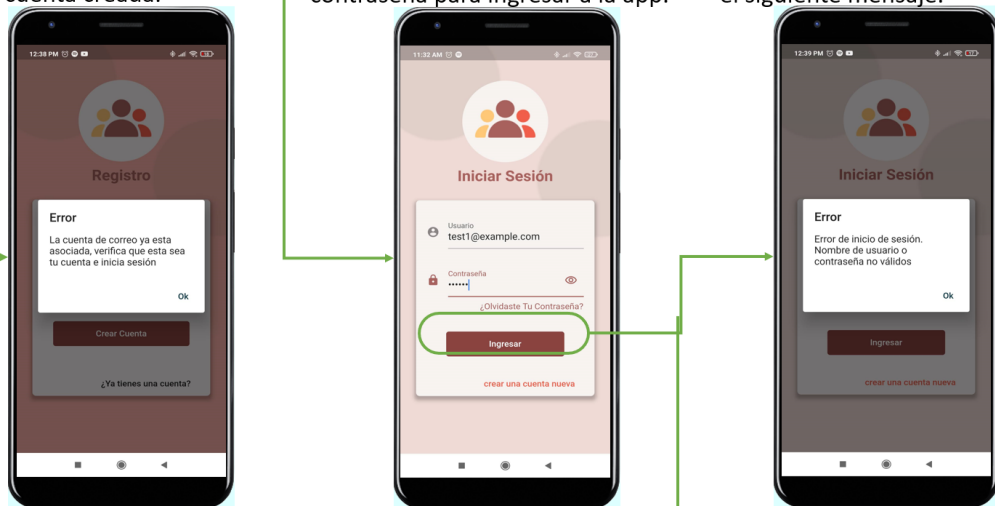 cuenta creada.
contraseña para ingresar a la app.
el siguiente mensaje:
12:38 PM
Registro
Error
La cuenta de correo ya esta
asociada, verifica que esta sea
tu cuenta e inicia sesión
Ok
Crear Cuenta
¿Ya tienes una cuenta?
11:32 AM
Iniciar Sesión
Usuario
test1@example.com
Contraseña
••••••
¿Olvidaste Tu Contraseña?
Ingresar
crear una cuenta nueva
12:39 PM
Iniciar Sesión
Error
Error de inicio de sesión.
Nombre de usuario o
contraseña no válidos
Ok
Ingresar
crear una cuenta nueva